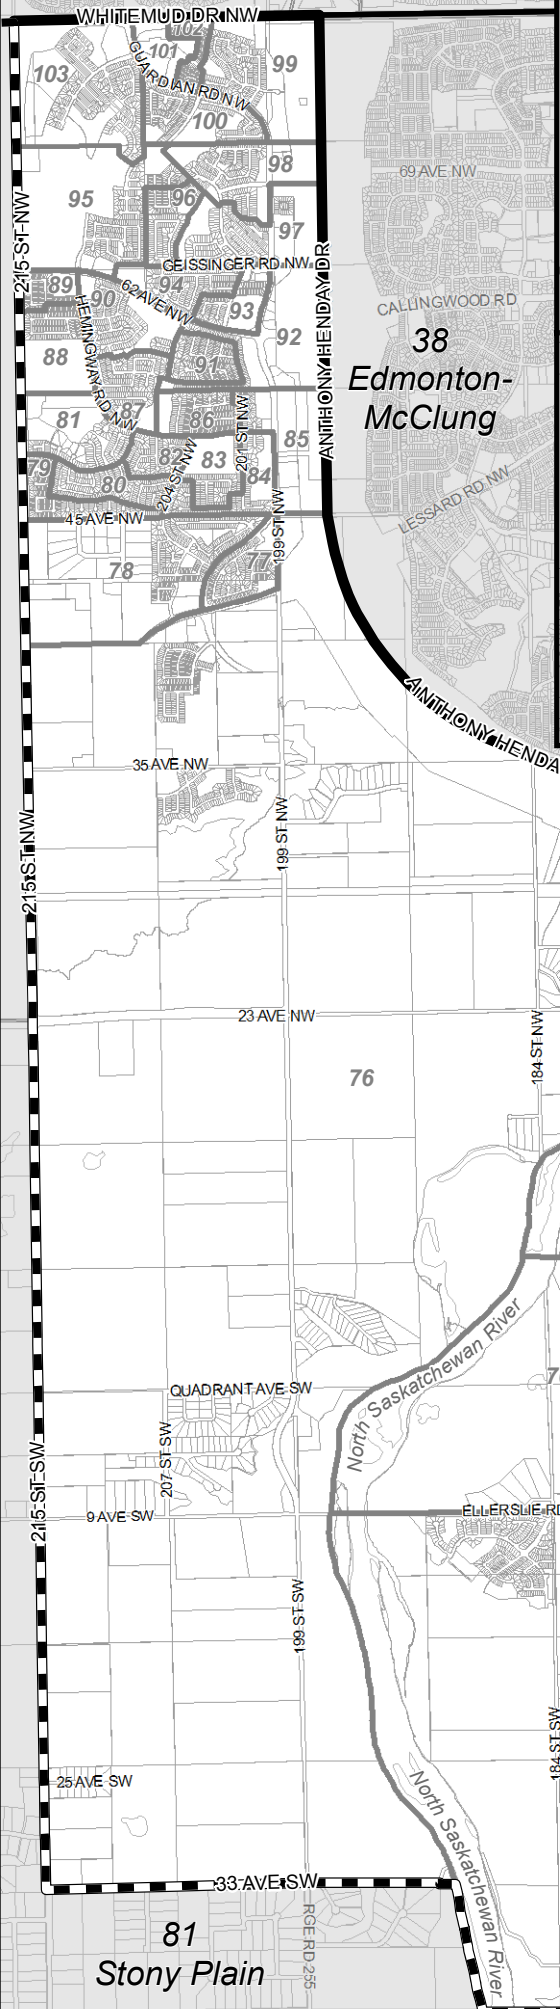 WHITEMUD DR NW
102
101
103
GUARDIAN RD NW
99
100
98
69 AVE NW
95
96
97
215 ST NW
GEISSINGER RD NW
94
89
90
62 AVE NW
93
ANTHONY HENDAY DR
CALLINGWOOD RD
92
38
Edmonton-
McClung
HEMINGWAY RD NW
88
91
81
87
86
201 ST NW
85
82
83
79
80
204 ST NW
84
LESSARD RD NW
45 AVE NW
199 ST NW
78
77
ANTHONY HENDA
35 AVE NW
199 ST NW
215 ST NW
23 AVE NW
184 ST NW
76
North Saskatchewan River
QUADRANT AVE SW
7
207 ST SW
215 ST SW
9 AVE SW
ELLERSLIE RD
199 ST SW
184 ST SW
25 AVE SW
North Saskatchewan River
33 AVE SW
RGE RD 255
81
Stony Plain